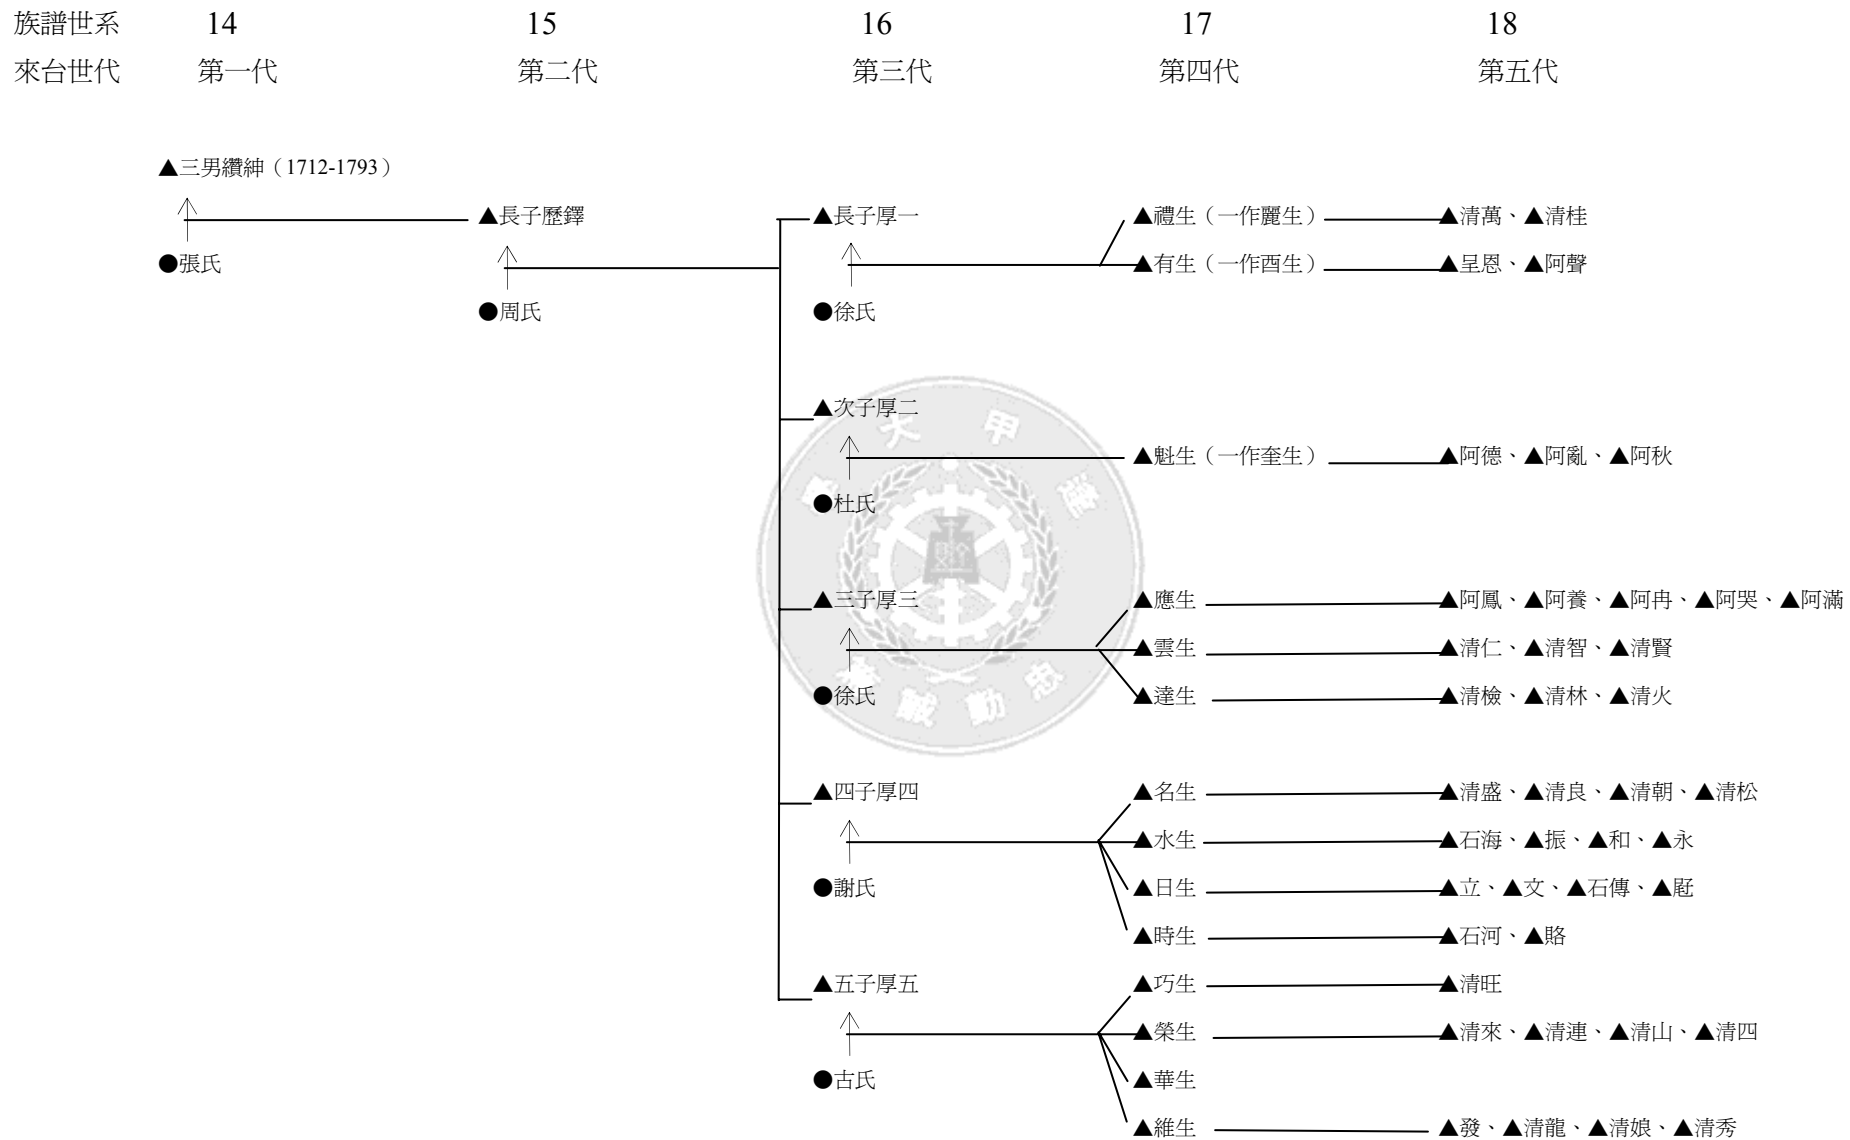 族譜世系 14 15 16 17 18
來台世代 第一代 第二代 第三代 第四代 第五代
▲三男纘紳（1712-1793）
▲長子歷鐸 ▲長子厚一 ▲禮生（一作麗生） ▲清萬、▲清桂
●張氏 ▲有生（一作酉生） ▲呈恩、▲阿聲
●周氏 ●徐氏
▲次子厚二
▲魁生（一作奎生） ▲阿德、▲阿亂、▲阿秋
●杜氏
▲三子厚三 ▲應生 ▲阿鳳、▲阿養、▲阿冉、▲阿哭、▲阿滿
▲雲生 ▲清仁、▲清智、▲清賢
●徐氏 ▲達生 ▲清檢、▲清林、▲清火
▲四子厚四 ▲名生 ▲清盛、▲清良、▲清朝、▲清松
▲水生 ▲石海、▲振、▲和、▲永
●謝氏 ▲日生 ▲立、▲文、▲石傳、▲
▲時生 ▲石河、▲賂
▲五子厚五 ▲巧生 ▲清旺
▲榮生 ▲清來、▲清連、▲清山、▲清四
●古氏 ▲華生
▲維生 ▲發、▲清龍、▲清娘、▲清秀
大甲
忠勤誠